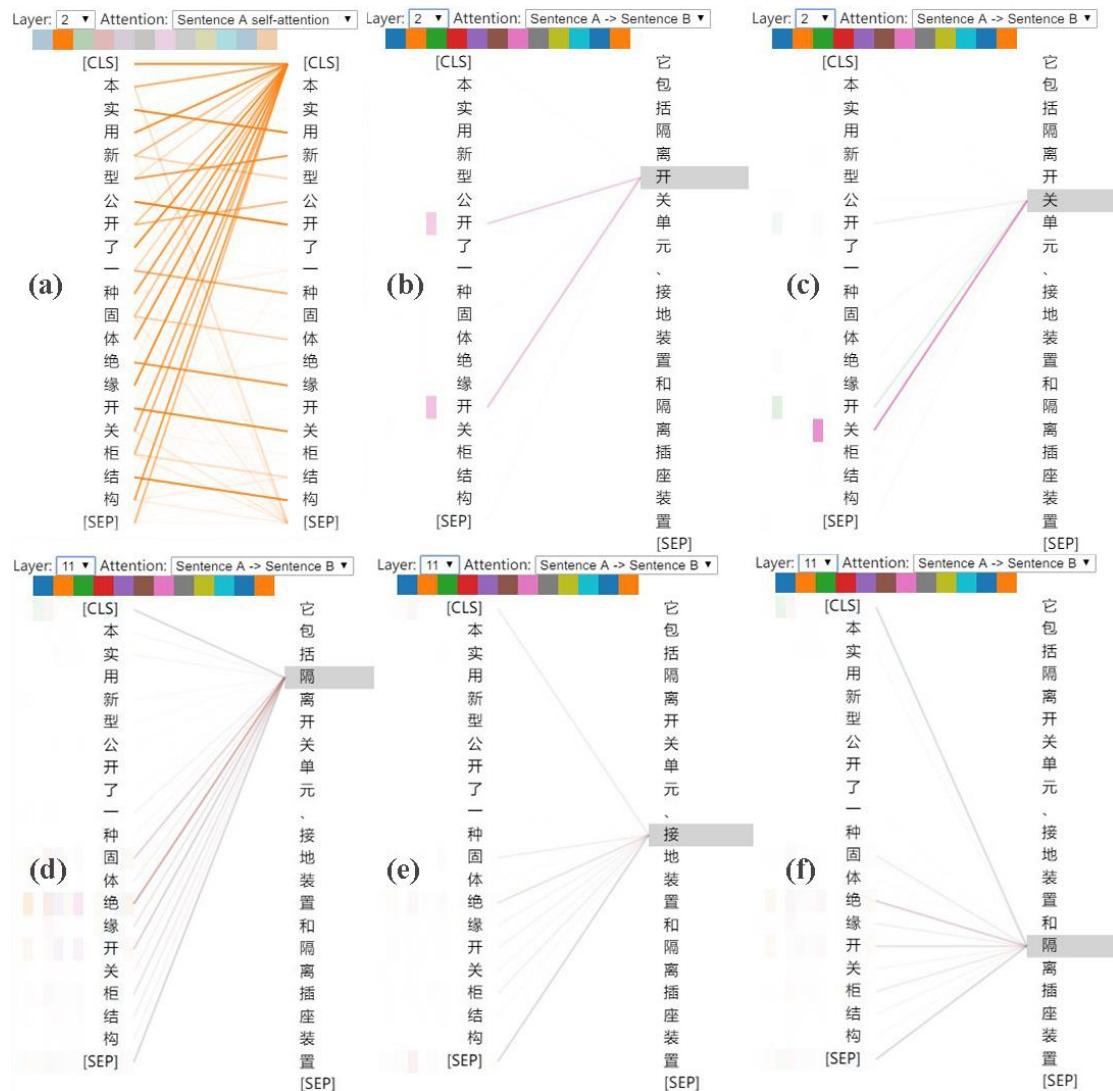 Layer: 2 Attention: Sentence A self-attention
[CLS] [CLS]
本 本
实 实
用 用
新 新
型 型
公 公
开 开
了 了
一 一
(a)
种 种
固 固
体 体
绝 绝
缘 缘
开 开
关 关
柜 柜
结 结
构 构
[SEP] [SEP]
Layer: 2 Attention: Sentence A -> Sentence B
[CLS] 它
本 包
实 括
用 隔
新 离
型 开
公 关
开 单
了 元
一 、
(b)
种 接
固 地
体 装
绝 置
缘 和
开 隔
关 离
柜 插
结 座
构 装
[SEP] 置
[SEP]
Layer: 2 Attention: Sentence A -> Sentence B
[CLS] 它
本 包
实 括
用 隔
新 离
型 开
公 关
开 单
了 元
一 、
(c)
种 接
固 地
体 装
绝 置
缘 和
开 隔
关 离
柜 插
结 座
构 装
[SEP] 置
[SEP]
Layer: 11 Attention: Sentence A -> Sentence B
[CLS] 它
本 包
实 括
用 隔
新 离
型 开
公 关
开 单
了 元
一 、
种 接
固 地
(d)
体 装
绝 置
缘 和
开 隔
关 离
柜 插
结 座
构 装
[SEP] 置
[SEP]
Layer: 11 Attention: Sentence A -> Sentence B
[CLS] 它
本 包
实 括
用 隔
新 离
型 开
公 关
开 单
了 元
一 、
种 接
固 地
(e)
体 装
绝 置
缘 和
开 隔
关 离
柜 插
结 座
构 装
[SEP] 置
[SEP]
Layer: 11 Attention: Sentence A -> Sentence B
[CLS] 它
本 包
实 括
用 隔
新 离
型 开
公 关
开 单
了 元
一 、
种 接
固 地
(f)
体 装
绝 置
缘 和
开 隔
关 离
柜 插
结 座
构 装
[SEP] 置
[SEP]